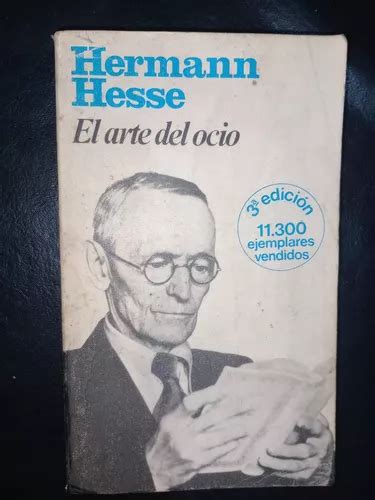 Hermann
Hesse
El arte del ocio
3ª edición
11.300
ejemplares
vendidos